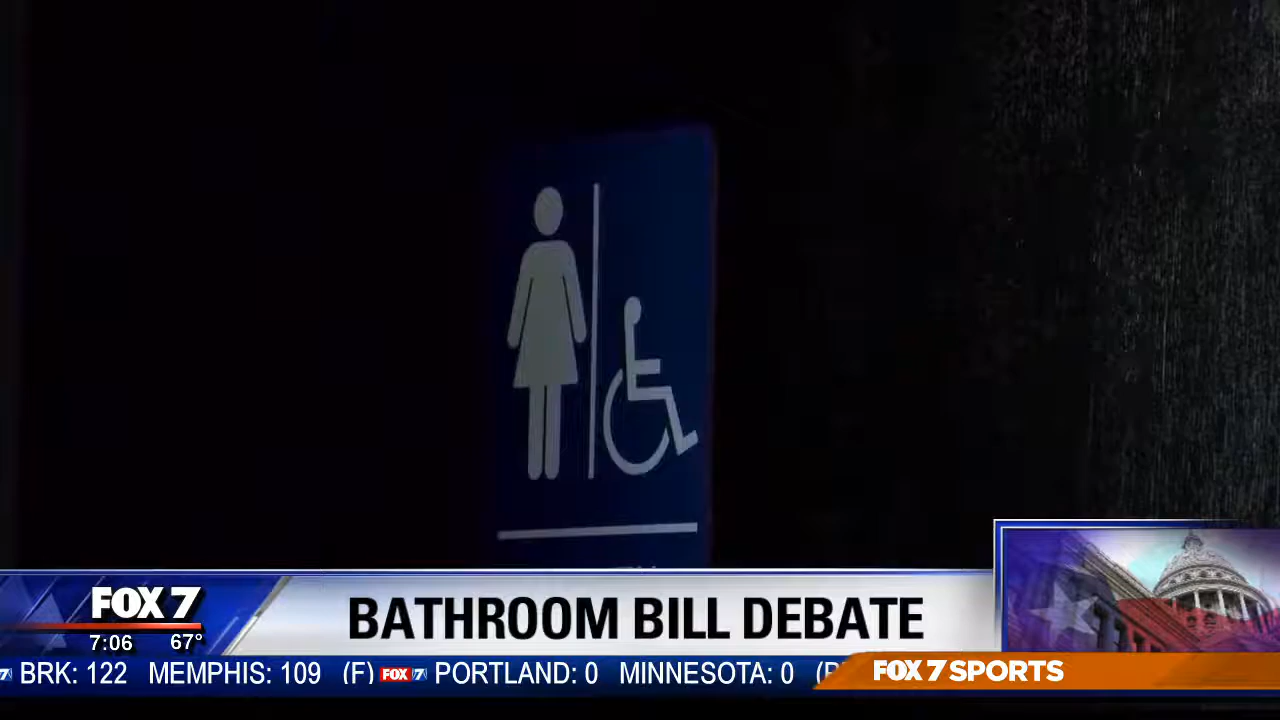 BATHROOM BILL DEBATE
FOX 7
7:06 67°
BRK: 122 MEMPHIS: 109 (F) FOX 7 PORTLAND: 0 MINNESOTA: 0
FOX 7 SPORTS